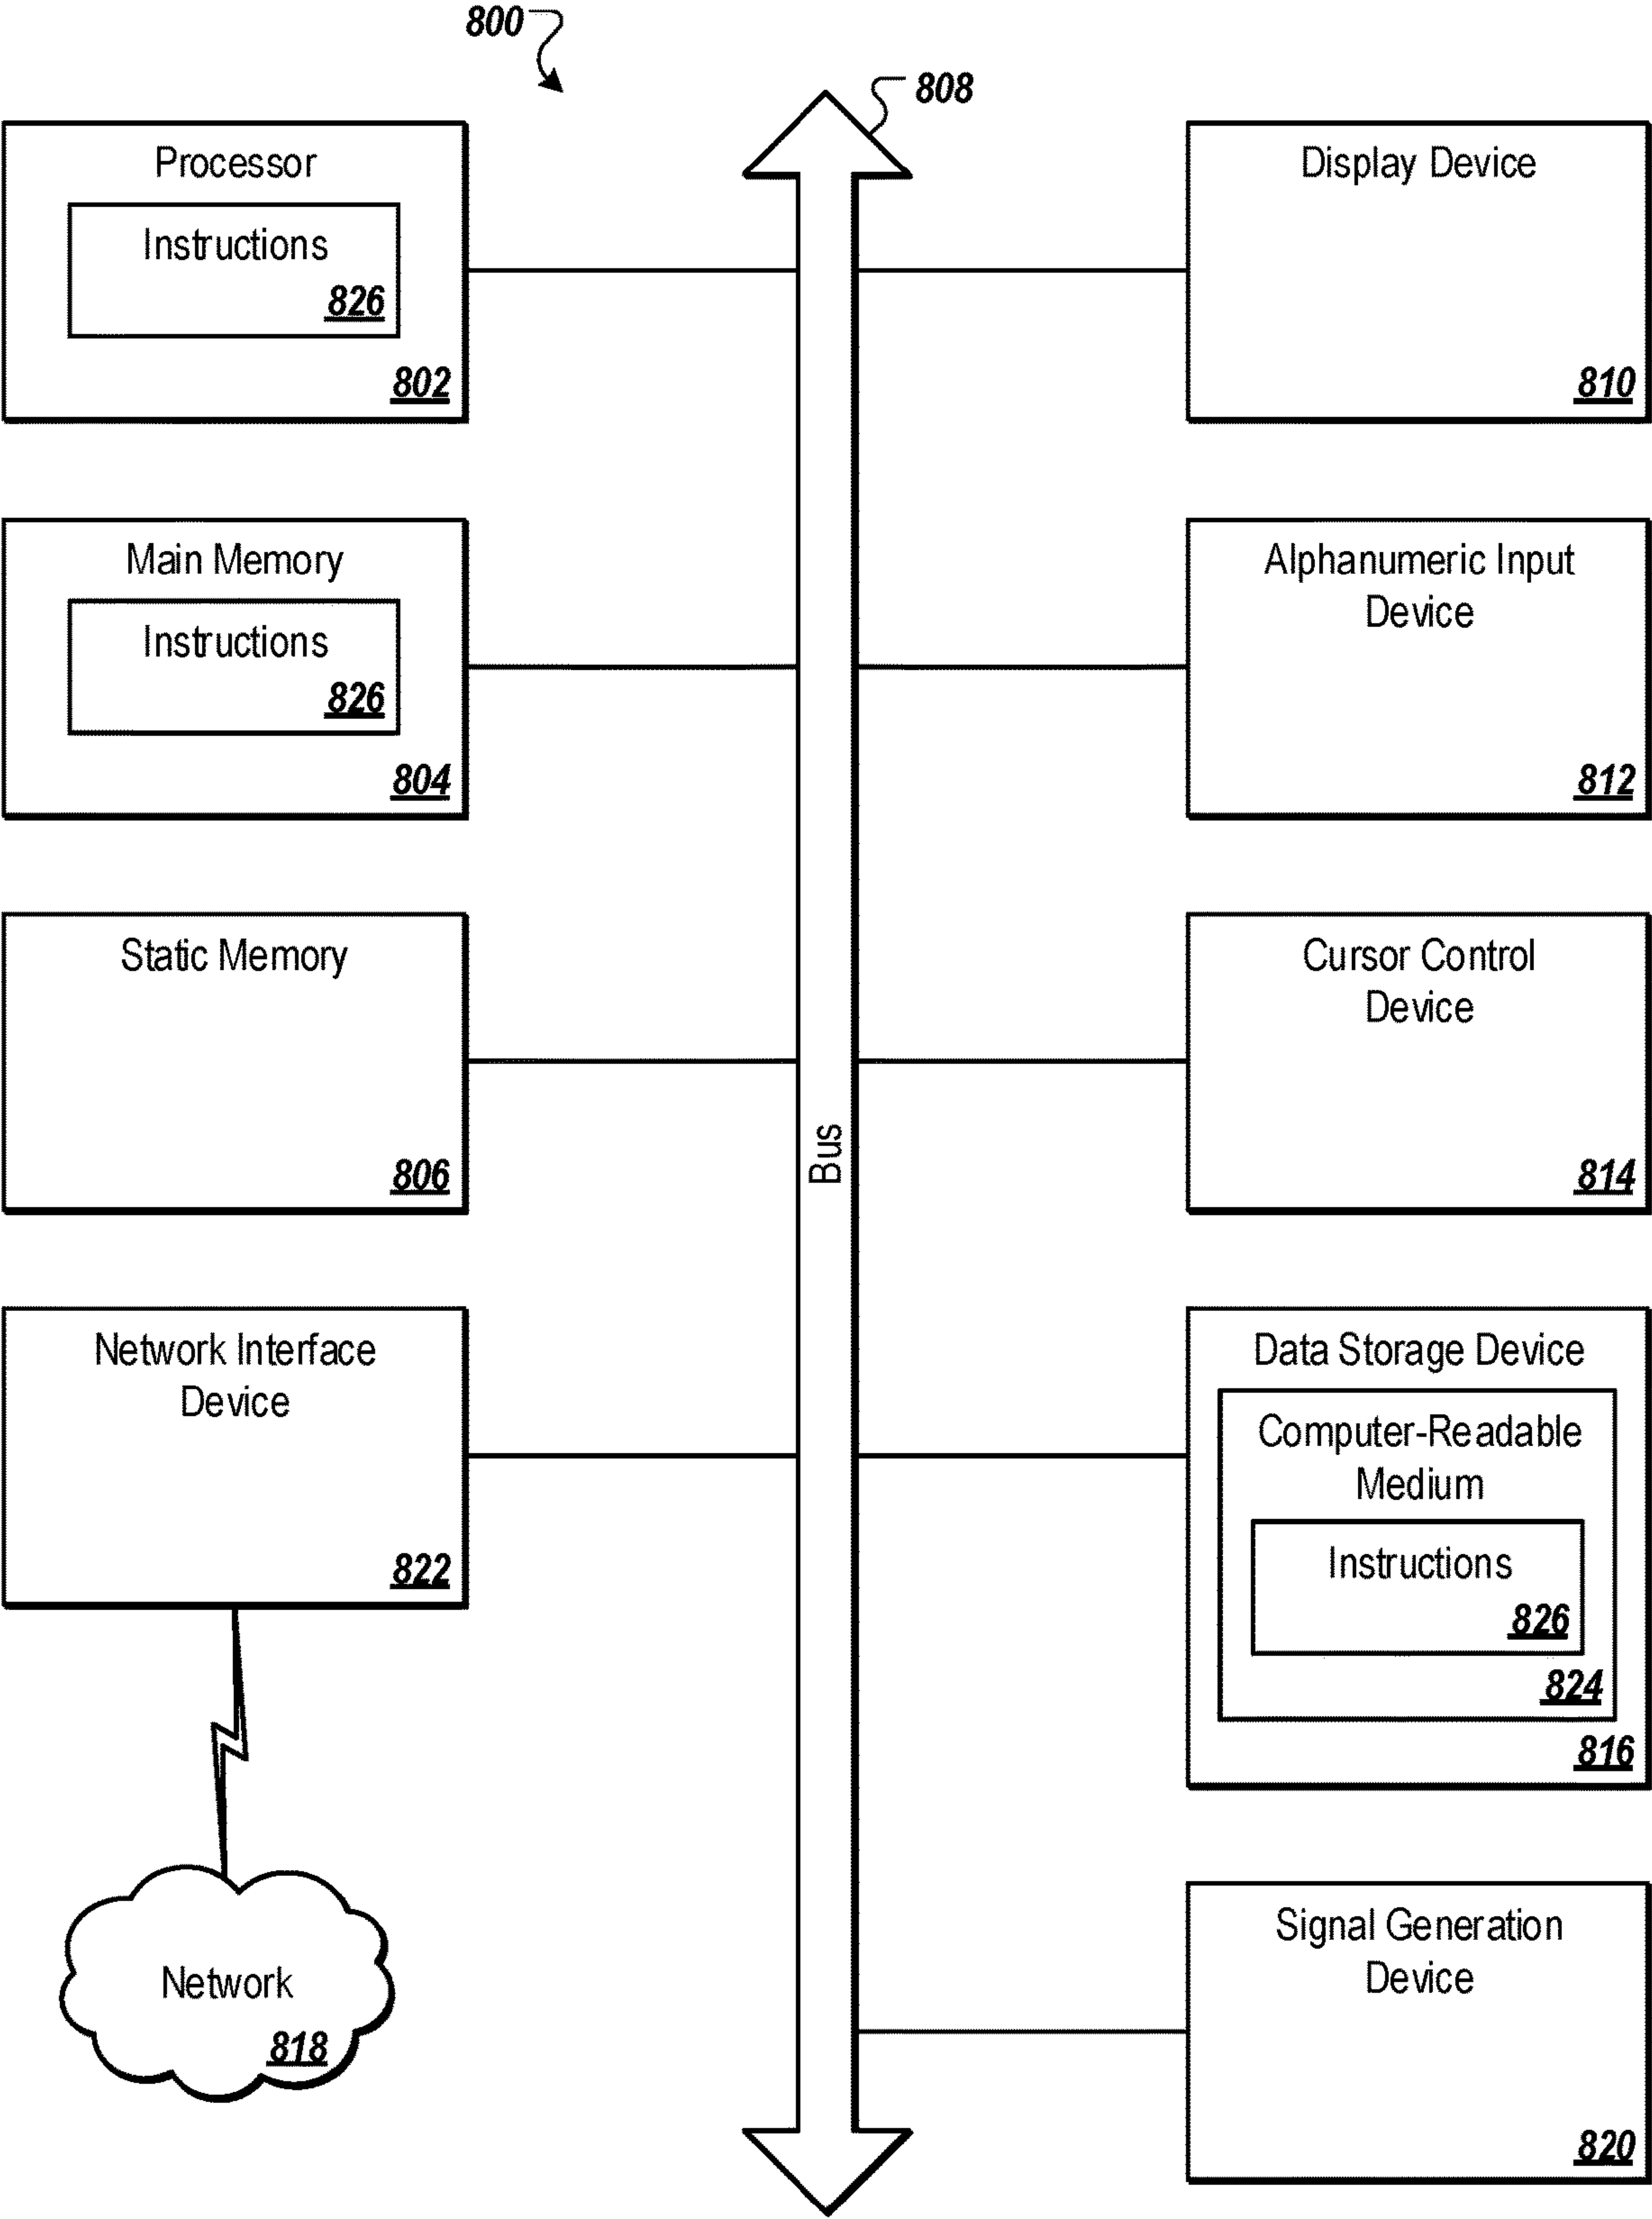 800
808
Processor
Instructions
826
802
Display Device
810
Main Memory
Instructions
826
804
Alphanumeric Input
Device
812
Static Memory
806
Cursor Control
Device
814
Bus
Network Interface
Device
822
Data Storage Device
Computer-Readable
Medium
Instructions
826
824
816
Network
818
Signal Generation
Device
820